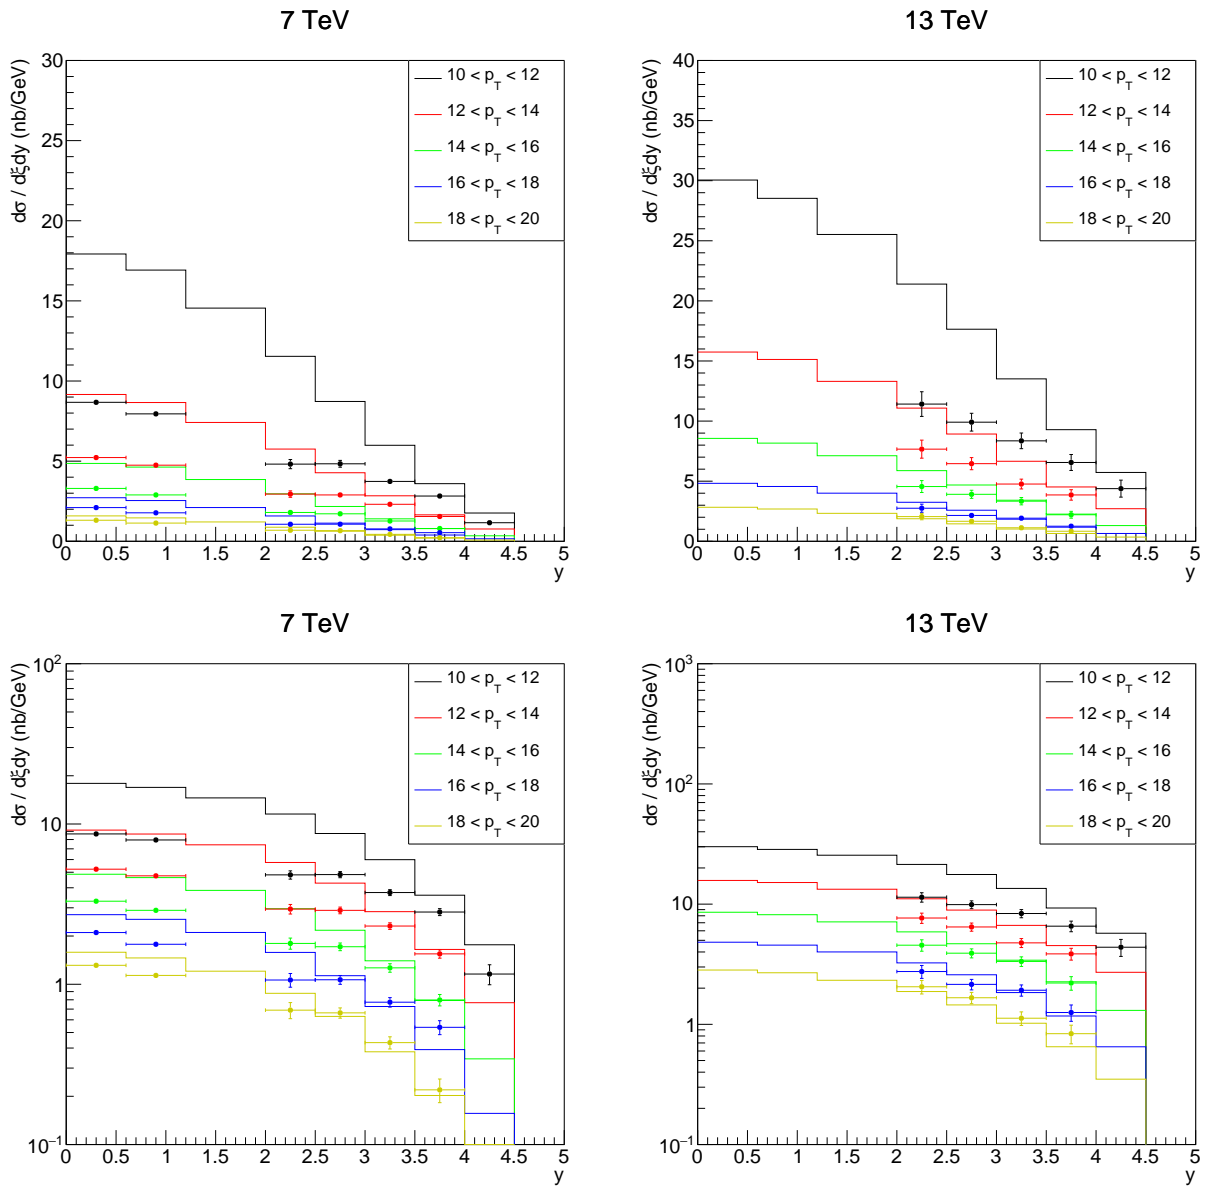 7 TeV
dσ / dξdy (nb/GeV)
30
25
20
15
10
5
0
0 0.5 1 1.5 2 2.5 3 3.5 4 4.5 5
y
10 < p_T < 12
12 < p_T < 14
14 < p_T < 16
16 < p_T < 18
18 < p_T < 20
13 TeV
dσ / dξdy (nb/GeV)
40
35
30
25
20
15
10
5
0
0 0.5 1 1.5 2 2.5 3 3.5 4 4.5 5
y
10 < p_T < 12
12 < p_T < 14
14 < p_T < 16
16 < p_T < 18
18 < p_T < 20
7 TeV
dσ / dξdy (nb/GeV)
10²
10
1
10⁻¹
0 0.5 1 1.5 2 2.5 3 3.5 4 4.5 5
y
10 < p_T < 12
12 < p_T < 14
14 < p_T < 16
16 < p_T < 18
18 < p_T < 20
13 TeV
dσ / dξdy (nb/GeV)
10³
10²
10
1
10⁻¹
0 0.5 1 1.5 2 2.5 3 3.5 4 4.5 5
y
10 < p_T < 12
12 < p_T < 14
14 < p_T < 16
16 < p_T < 18
18 < p_T < 20